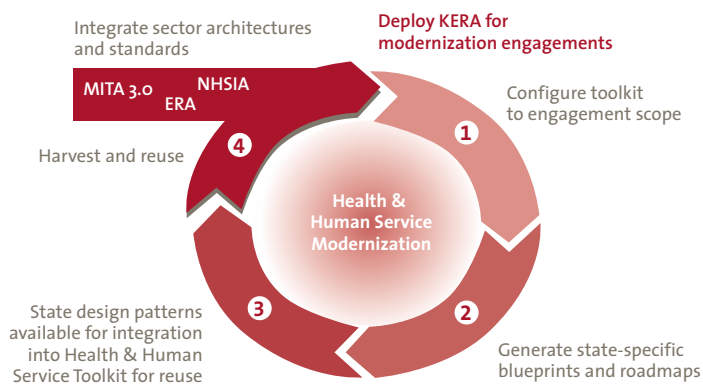 Integrate sector architectures
and standards
Deploy KERA for
modernization engagements
MITA 3.0
NHSIA
ERA
Configure toolkit
to engagement scope
1
4
Harvest and reuse
Health &
Human Service
Modernization
3
2
State design patterns
available for integration
into Health & Human
Service Toolkit for reuse
Generate state-specific
blueprints and roadmaps